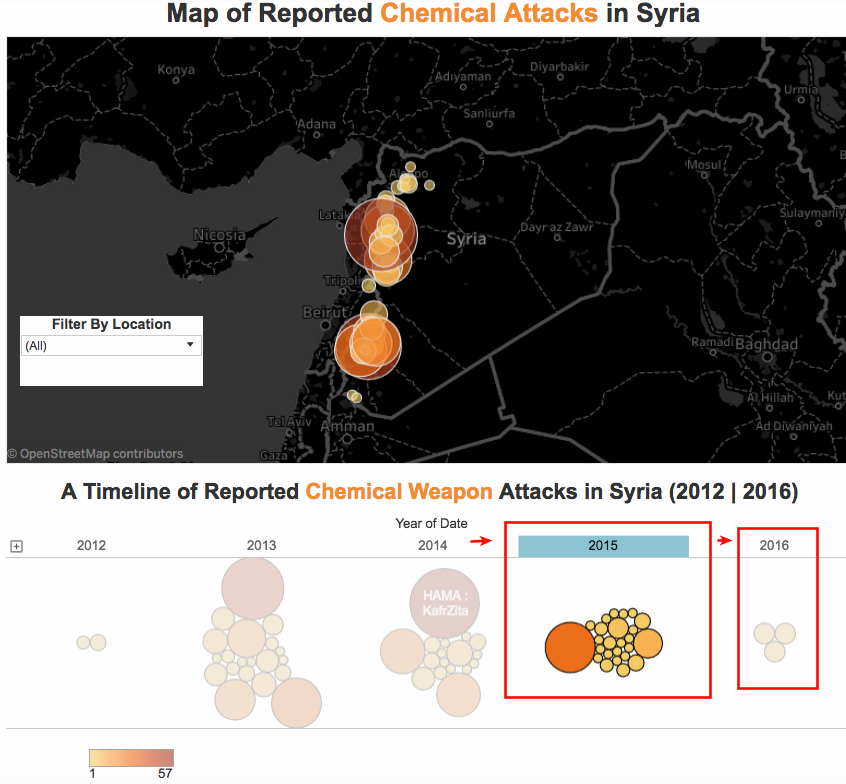 Map of Reported Chemical Attacks in Syria
Konya
Adıyaman
Diyarbakir
Sanliurfa
Urmia
Adana
Mosul
Nicosia
Syria
Dayr az Zawr
Sulaymaniy
Tripoli
Beirut
Filter By Location
(All)
Ramadi
Baghdad
Al Hillah
Kut
Tel Aviv
Amman
Ad Diwaniyah
Gaza
© OpenStreetMap contributors
A Timeline of Reported Chemical Weapon Attacks in Syria (2012 | 2016)
Year of Date
2012
2013
2014
2015
2016
HAMA :
KafrZita
1
57